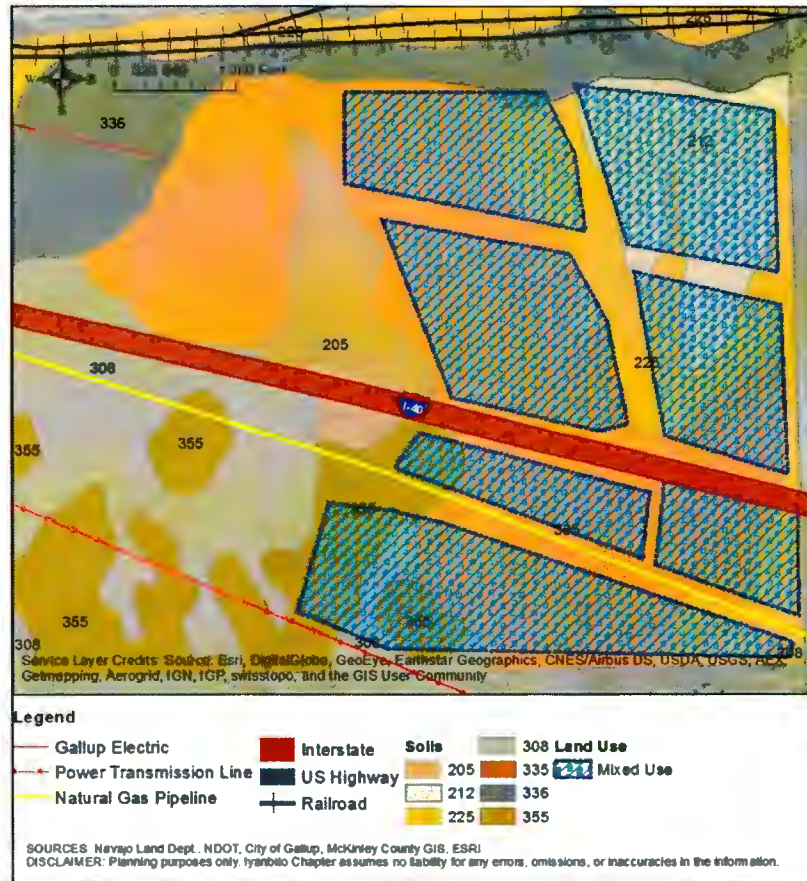 336
212
205
225
308
I-40
355
355
355
308
Service Layer Credits: Source: Esri, DigitalGlobe, GeoEye, Earthstar Geographics, CNES/Airbus DS, USDA, USGS, AEX,
Getmapping, Aerogrid, IGN, IGP, swisstopo, and the GIS User Community
Legend
Gallup Electric
Power Transmission Line
Natural Gas Pipeline
Interstate
US Highway
Railroad
Soils
205
212
225
308
335
336
355
Land Use
Mixed Use
SOURCES: Navajo Land Dept., NDOT, City of Gallup, McKinley County GIS, ESRI
DISCLAIMER: Planning purposes only. Iyanbito Chapter assumes no liability for any errors, omissions, or inaccuracies in the information.